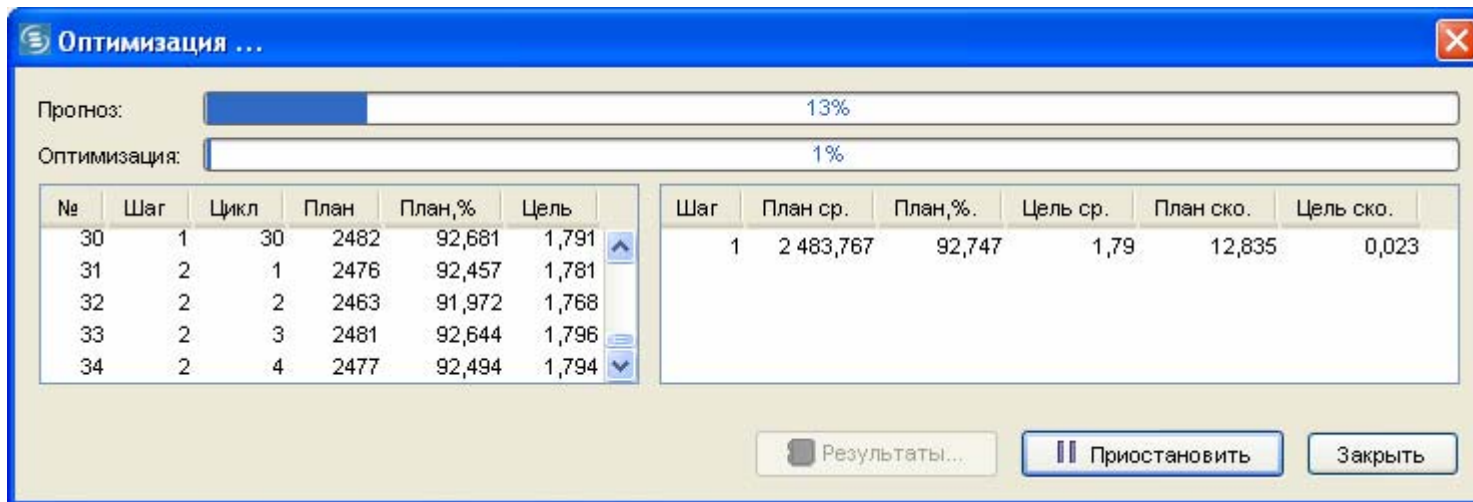 Оптимизация ...
Прогноз: 13%
Оптимизация: 1%
№ Шаг Цикл План План,% Цель
30 1 30 2482 92,681 1,791
31 2 1 2476 92,457 1,781
32 2 2 2463 91,972 1,768
33 2 3 2481 92,644 1,796
34 2 4 2477 92,494 1,794
Шаг План ср. План,%. Цель ср. План ско. Цель ско.
1 2 483,767 92,747 1,79 12,835 0,023
Результаты... Приостановить Закрыть